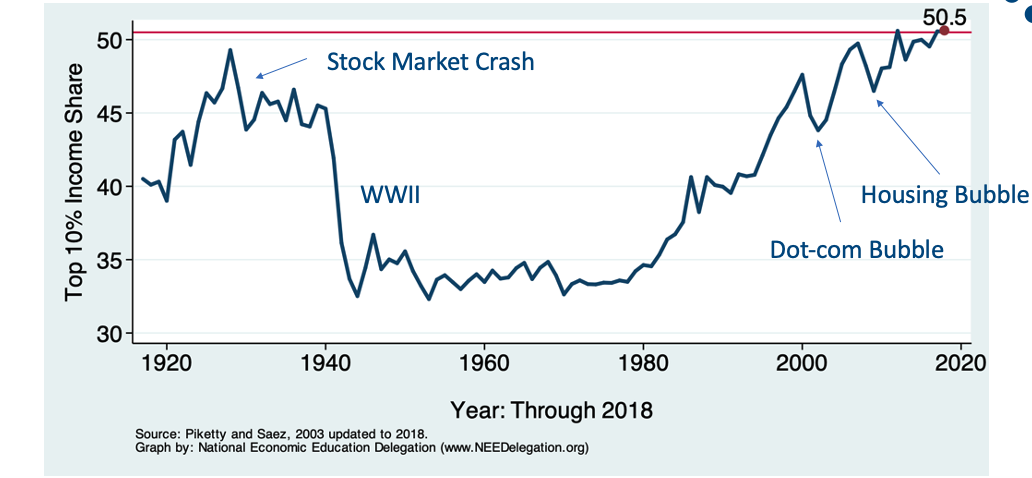 50.5
50
45
40
35
30
Top 10% Income Share
Stock Market Crash
WWII
Housing Bubble
Dot-com Bubble
1920 1940 1960 1980 2000 2020
Year: Through 2018
Source: Piketty and Saez, 2003 updated to 2018.
Graph by: National Economic Education Delegation (www.NEEDelegation.org)